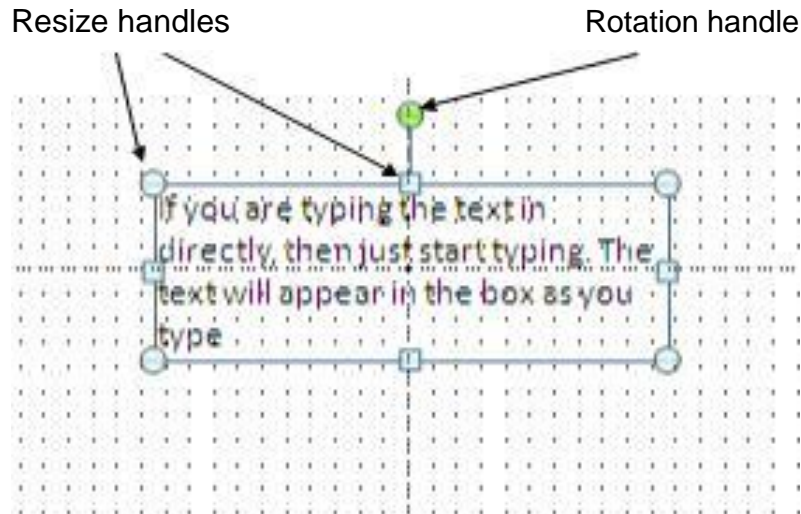 Resize handles
Rotation handle
If you are typing the text in
directly, then just start typing. The
text will appear in the box as you
type